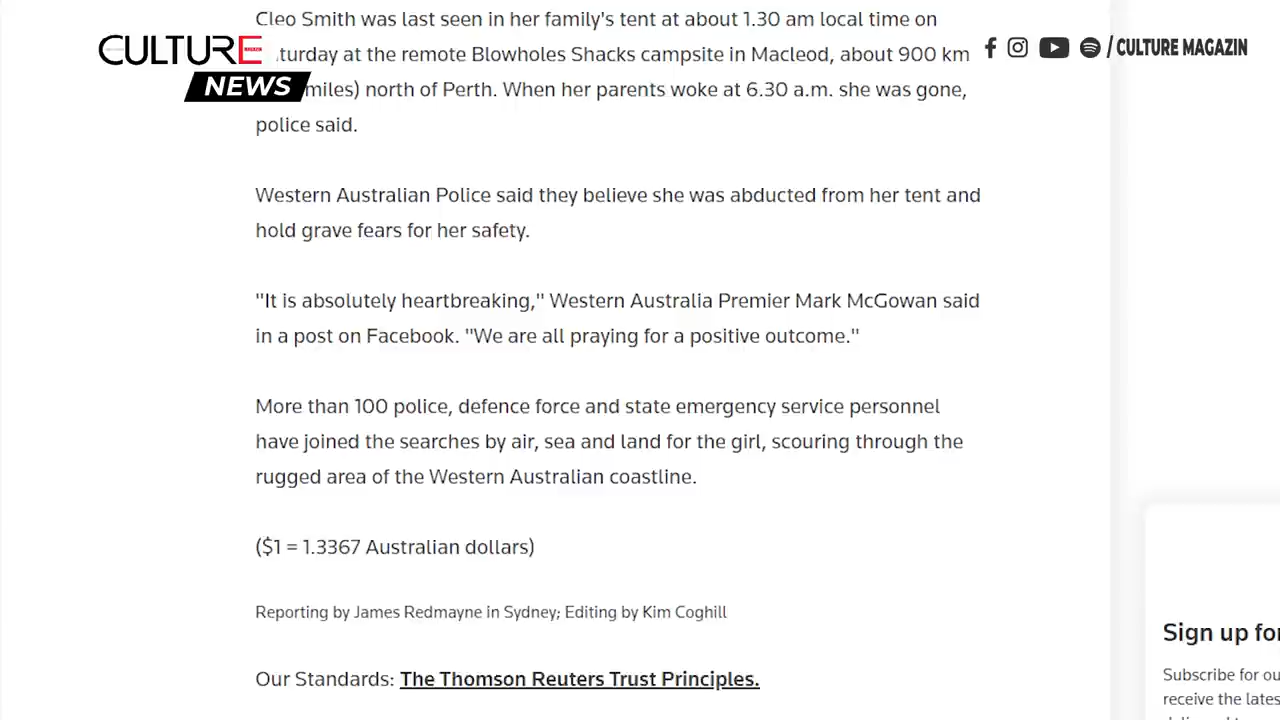 Cleo Smith was last seen in her family's tent at about 1.30 am local time on
turday at the remote Blowholes Shacks campsite in Macleod, about 900 km
miles) north of Perth. When her parents woke at 6.30 a.m. she was gone,
police said.
CULTURE
NEWS
/ CULTURE MAGAZIN
Western Australian Police said they believe she was abducted from her tent and
hold grave fears for her safety.
"It is absolutely heartbreaking," Western Australia Premier Mark McGowan said
in a post on Facebook. "We are all praying for a positive outcome."
More than 100 police, defence force and state emergency service personnel
have joined the searches by air, sea and land for the girl, scouring through the
rugged area of the Western Australian coastline.
($1 = 1.3367 Australian dollars)
Reporting by James Redmayne in Sydney; Editing by Kim Coghill
Our Standards: The Thomson Reuters Trust Principles.
Sign up for
Subscribe for ou
receive the lates